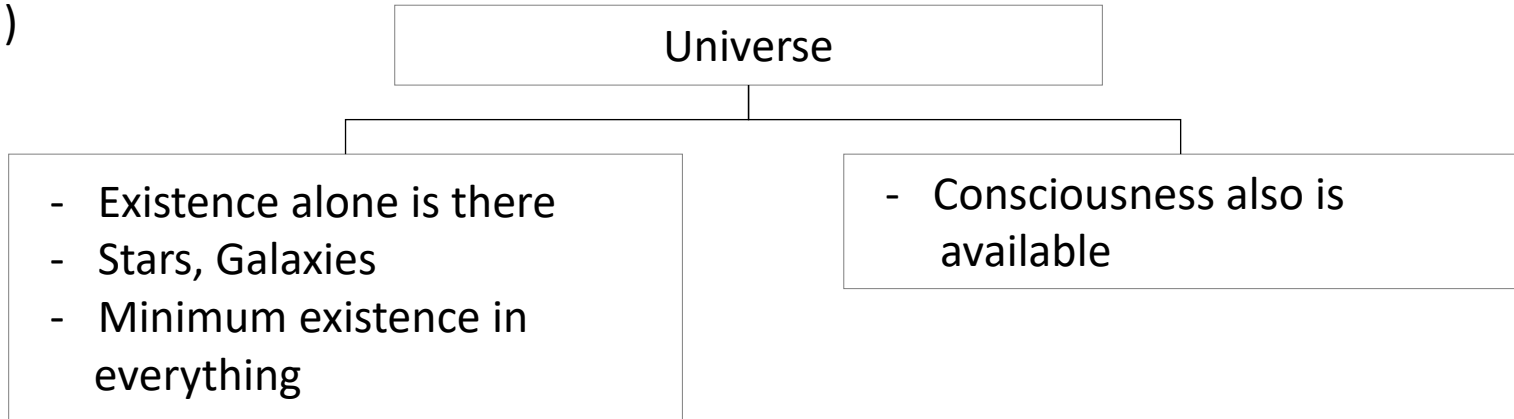 )
Universe
- Existence alone is there
- Stars, Galaxies
- Minimum existence in
everything
- Consciousness also is
available